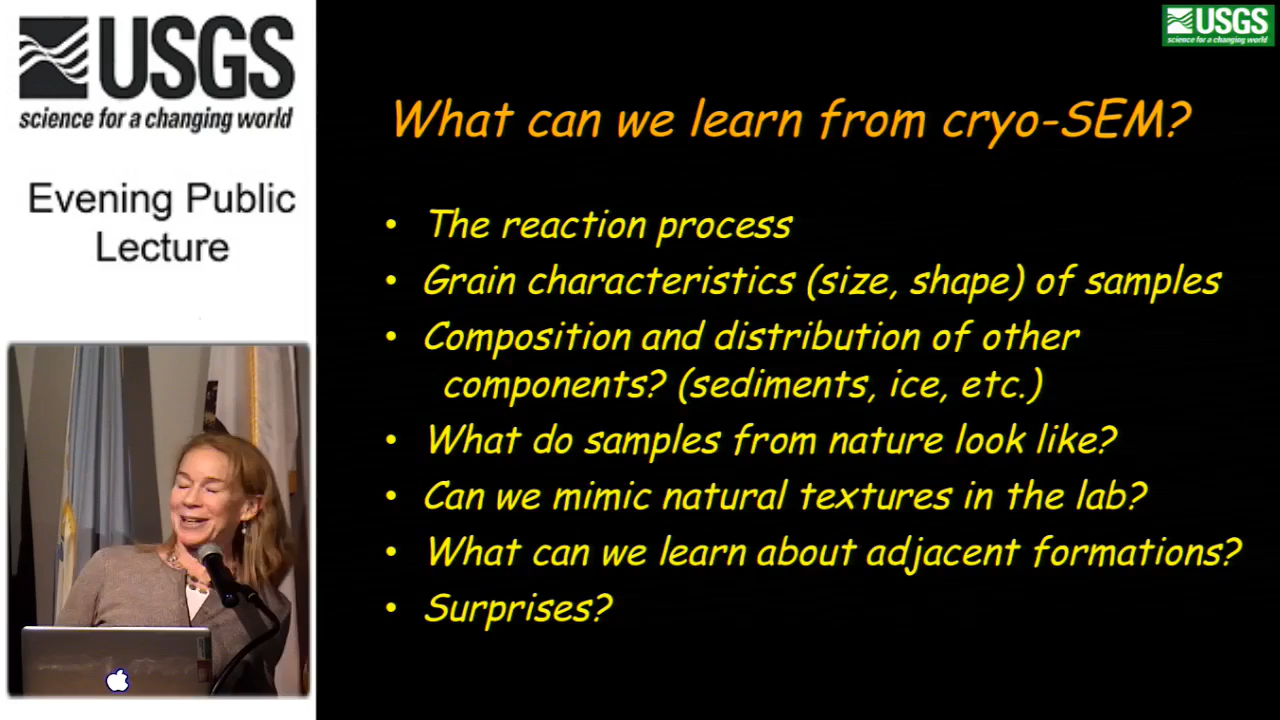 USGS
science for a changing world
Evening Public
Lecture
USGS
science for a changing world
What can we learn from cryo-SEM?
• The reaction process
• Grain characteristics (size, shape) of samples
• Composition and distribution of other
components? (sediments, ice, etc.)
• What do samples from nature look like?
• Can we mimic natural textures in the lab?
• What can we learn about adjacent formations?
• Surprises?